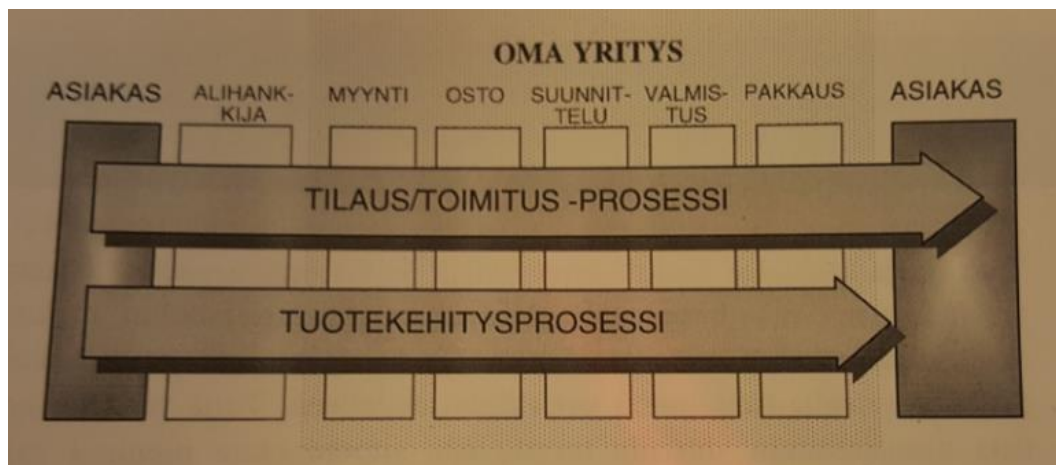 OMA YRITYS
ASIAKAS
ALIHANK-
KIJA
MYYNTI
OSTO
SUUNNIT-
TELU
VALMIS-
TUS
PAKKAUS
ASIAKAS
TILAUS/TOIMITUS -PROSESSI
TUOTEKEHITYSPROSESSI